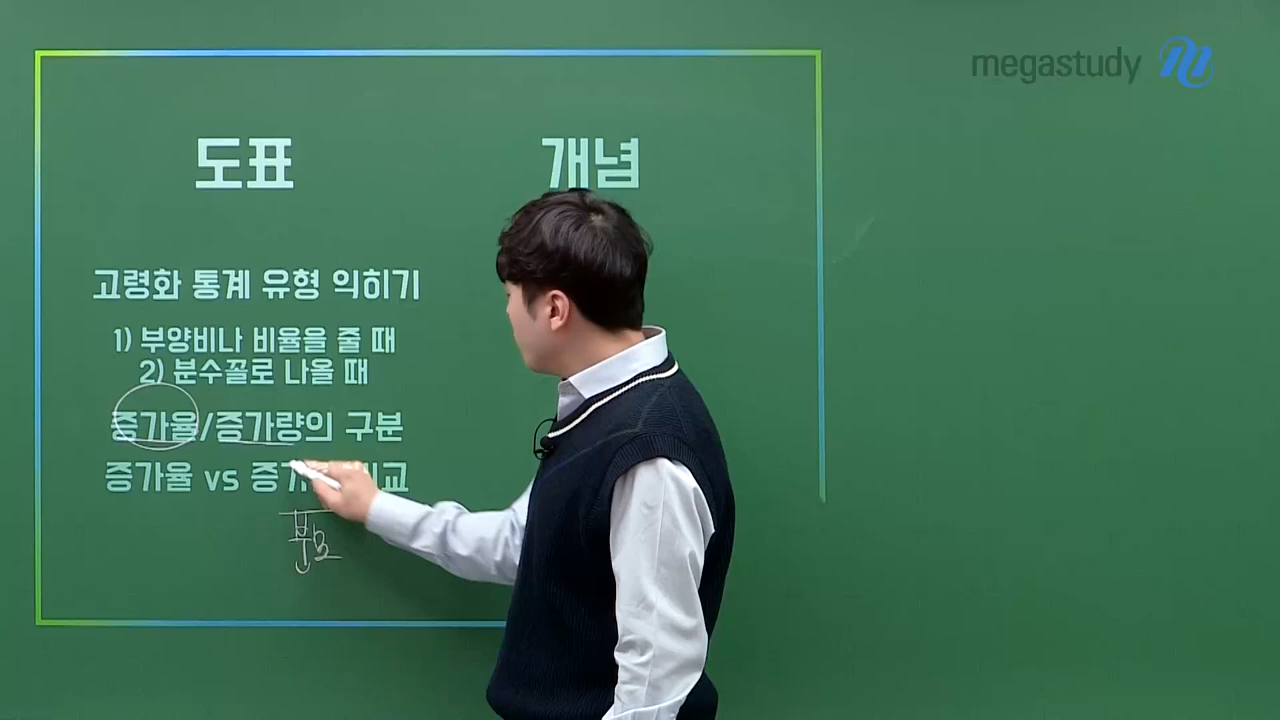 megastudy
도표
개념
고령화 통계 유형 익히기
1) 부양비나 비율을 줄 때
2) 분수꼴로 나올 때
증가율/증가량의 구분
증가율 vs
분모